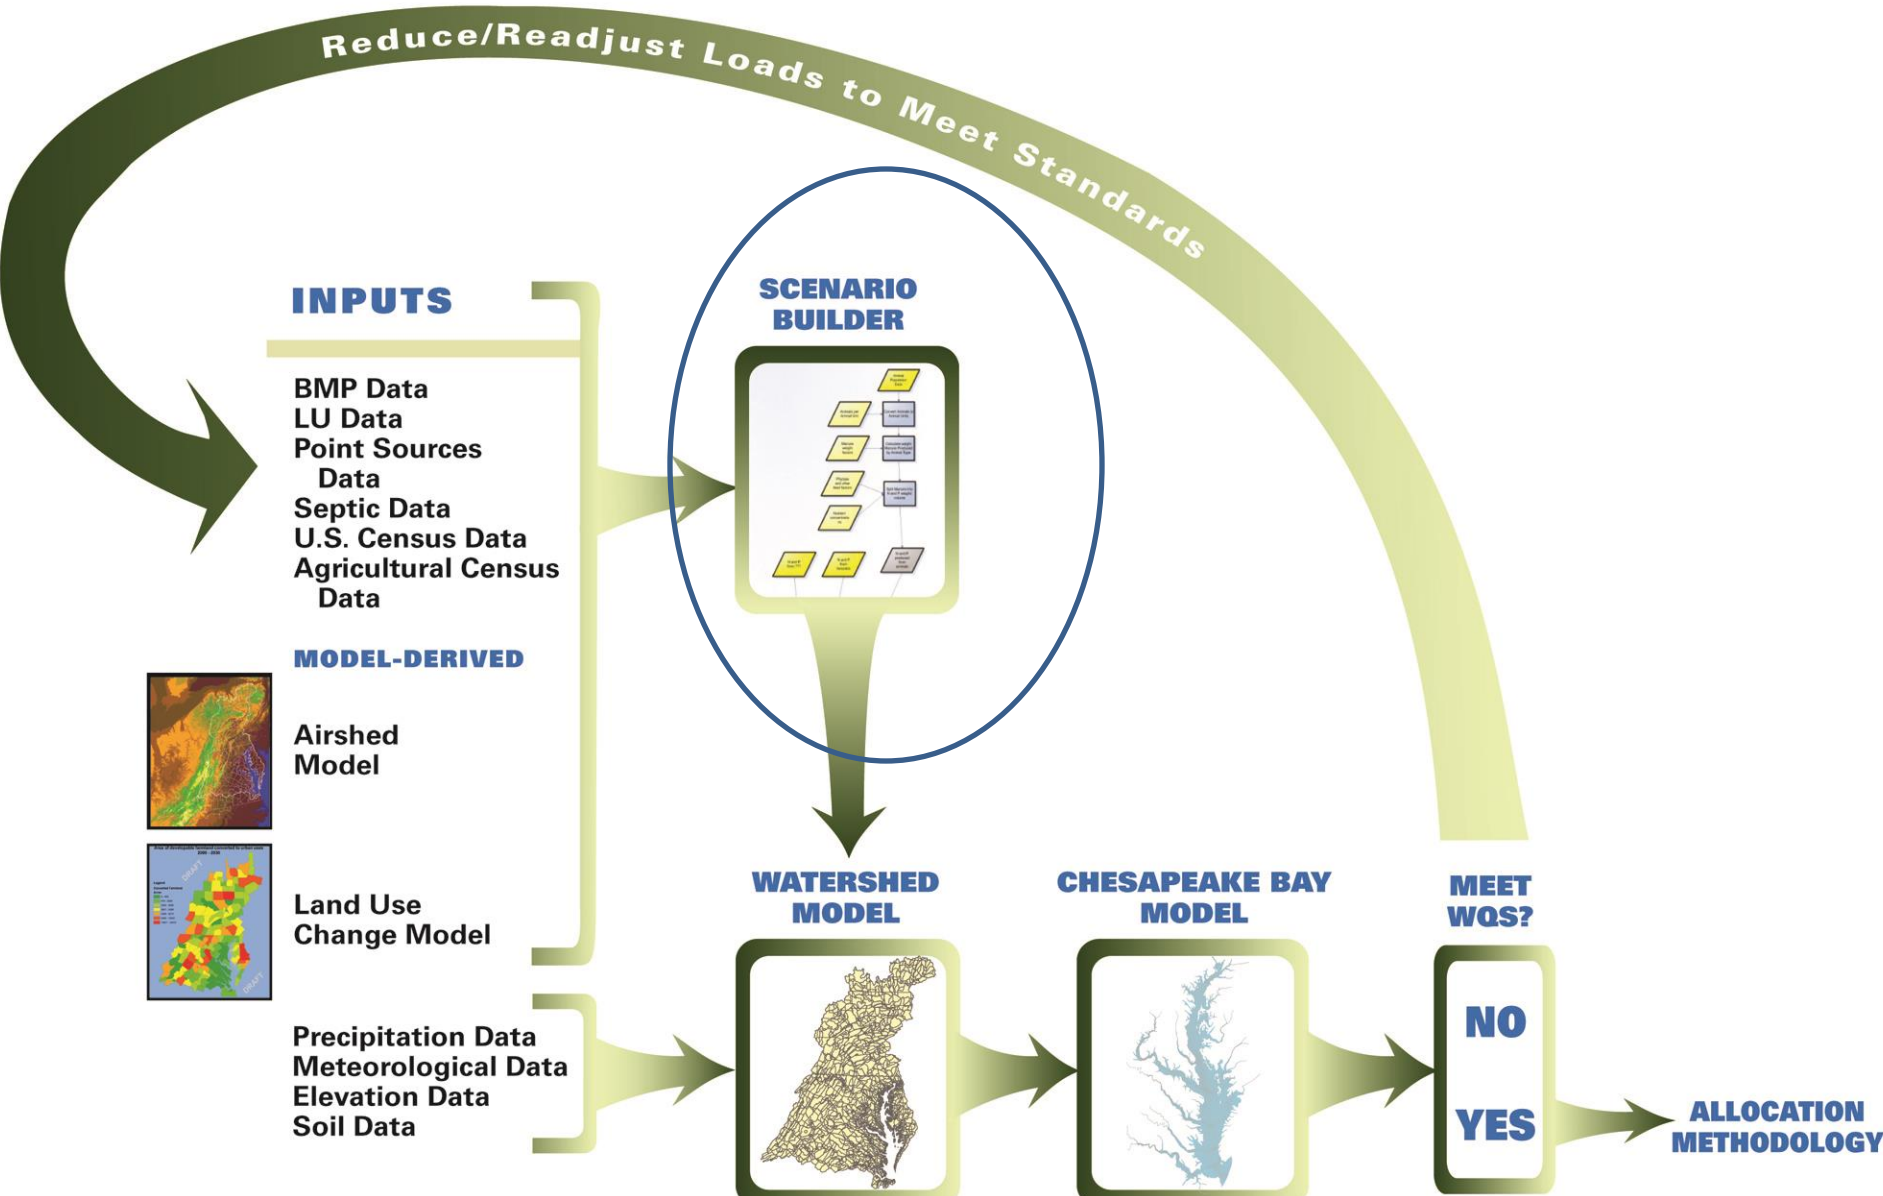 Reduce/Readjust Loads to Meet Standards
INPUTS
BMP Data
LU Data
Point Sources
Data
Septic Data
U.S. Census Data
Agricultural Census
Data
MODEL-DERIVED
Airshed
Model
Land Use
Change Model
Precipitation Data
Meteorological Data
Elevation Data
Soil Data
SCENARIO
BUILDER
WATERSHED
MODEL
CHESAPEAKE BAY
MODEL
MEET
WQS?
NO
YES
ALLOCATION
METHODOLOGY
DRAFT
DRAFT